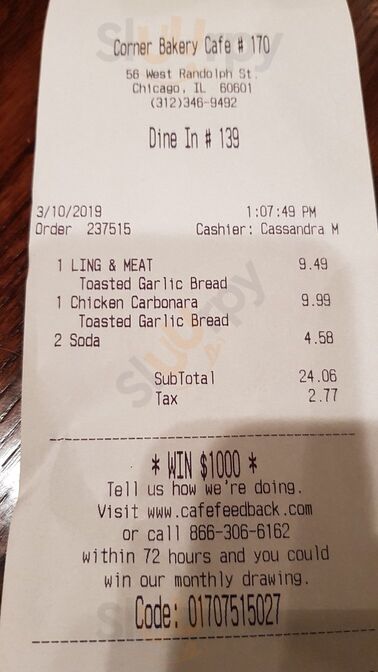 Corner Bakery Cafe # 170
56 West Randolph St.
Chicago, IL 60601
(312)346-9492
Dine In # 139
3/10/2019 1:07:49 PM
Order 237515 Cashier: Cassandra M
1 LING & MEAT 9.49
Toasted Garlic Bread
1 Chicken Carbonara 9.99
Toasted Garlic Bread
2 Soda 4.58
SubTotal 24.06
Tax 2.77
* WIN $1000 *
Tell us how we're doing.
Visit www.cafefeedback.com
or call 866-306-6162
within 72 hours and you could
win our monthly drawing.
Code: 01707515027
Slurrpy
Slurrpy